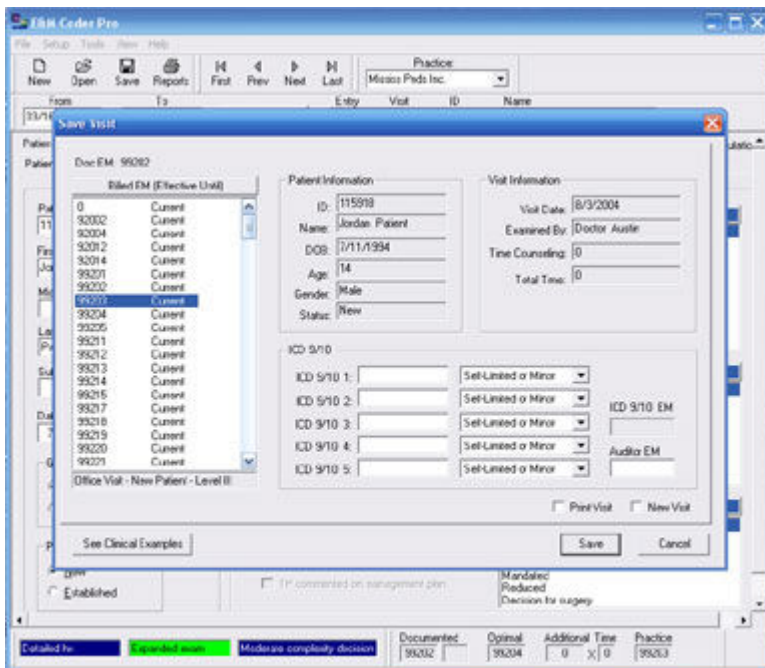 E&M Coder Pro
File Setup Tools View Help
New Open Save Reports First Prev Next Last
Practice
Mission Peds Inc.
From To Entry Visit ID Name
Save Visit
Doc EM 99202
Billed EM (Effective Until)
0 Current
92002 Current
92004 Current
92012 Current
92014 Current
99201 Current
99202 Current
99203 Current
99204 Current
99205 Current
99211 Current
99212 Current
99213 Current
99214 Current
99215 Current
99217 Current
99218 Current
99219 Current
99220 Current
99221 Current
Office Visit - New Patient - Level III
Patient Information
ID: 115918
Name: Jordan Patient
DOB: 7/11/1994
Age: 14
Gender: Male
Status: New
Visit Information
Visit Date: 8/3/2004
Examined By: Doctor Austin
Time Counseling: 0
Total Time: 0
ICD 9/10
ICD 9/10 1: Self-Limited or Minor
ICD 9/10 2: Self-Limited or Minor
ICD 9/10 3: Self-Limited or Minor
ICD 9/10 4: Self-Limited or Minor
ICD 9/10 5: Self-Limited or Minor
ICD 9/10 EM
Auditor EM
Print Visit New Visit
See Clinical Examples Save Cancel
New
Established
TP commented on management plan
Mandated
Reduced
Decision for surgery
Detailed hx Expanded exam Moderate complexity decision
Documented Optimal Additional Time Practice
99202 99204 0 X 0 99203